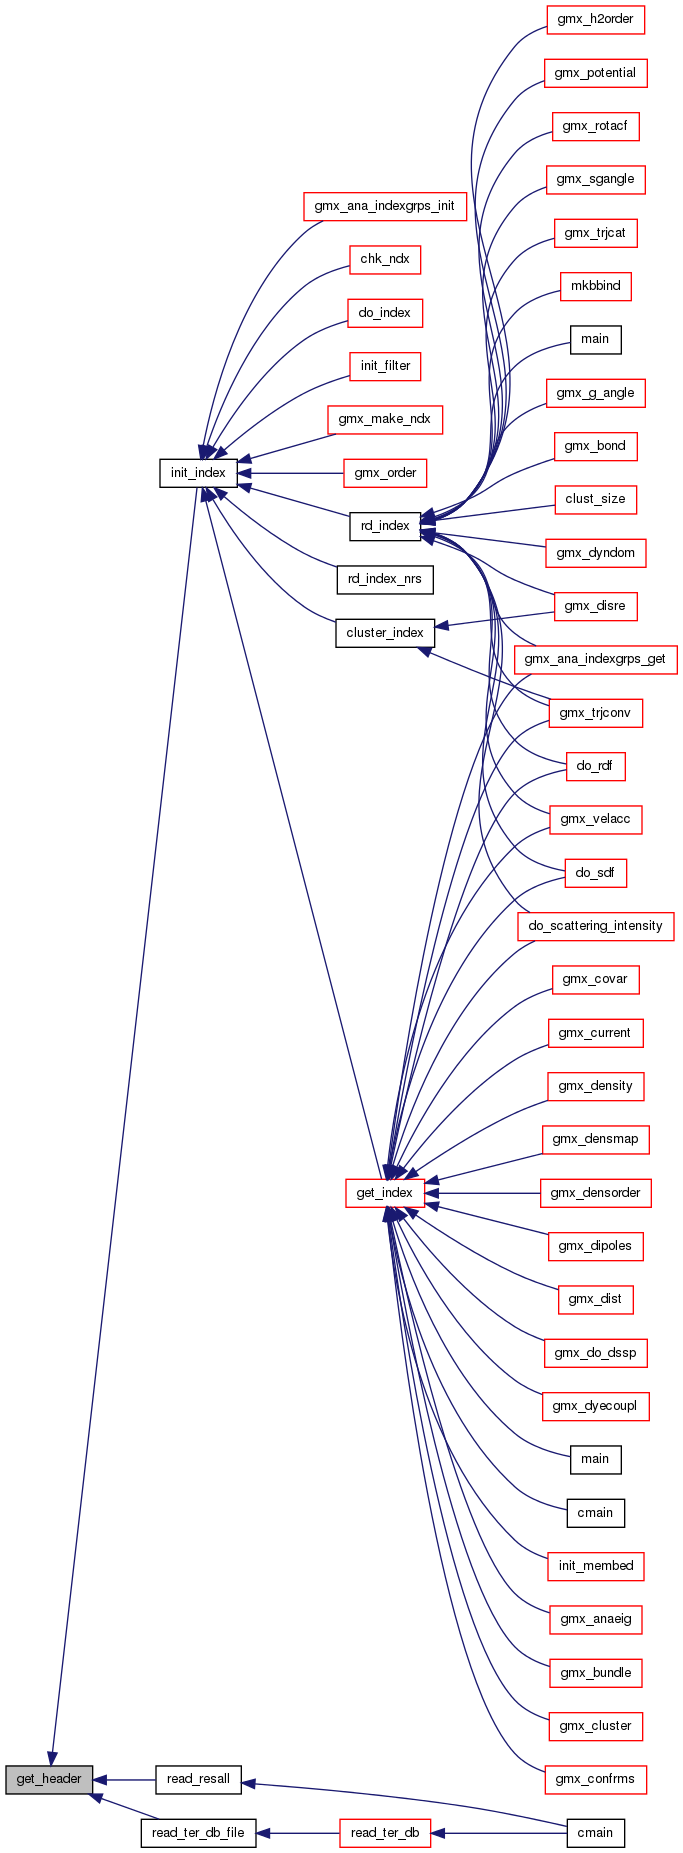 gmx_h2order
gmx_potential
gmx_rotacf
gmx_sgangle
gmx_ana_indexgrps_init
gmx_trjcat
chk_ndx
mkbbind
do_index
main
init_filter
gmx_g_angle
gmx_make_ndx
gmx_bond
init_index
gmx_order
clust_size
rd_index
gmx_dyndom
rd_index_nrs
gmx_disre
cluster_index
gmx_ana_indexgrps_get
gmx_trjconv
do_rdf
gmx_velacc
do_sdf
do_scattering_intensity
gmx_covar
gmx_current
gmx_density
gmx_densmap
get_index
gmx_densorder
gmx_dipoles
gmx_dist
gmx_do_dssp
gmx_dyecoupl
main
cmain
init_membed
gmx_anaeig
gmx_bundle
gmx_cluster
gmx_confrms
get_header
read_resall
read_ter_db_file
read_ter_db
cmain